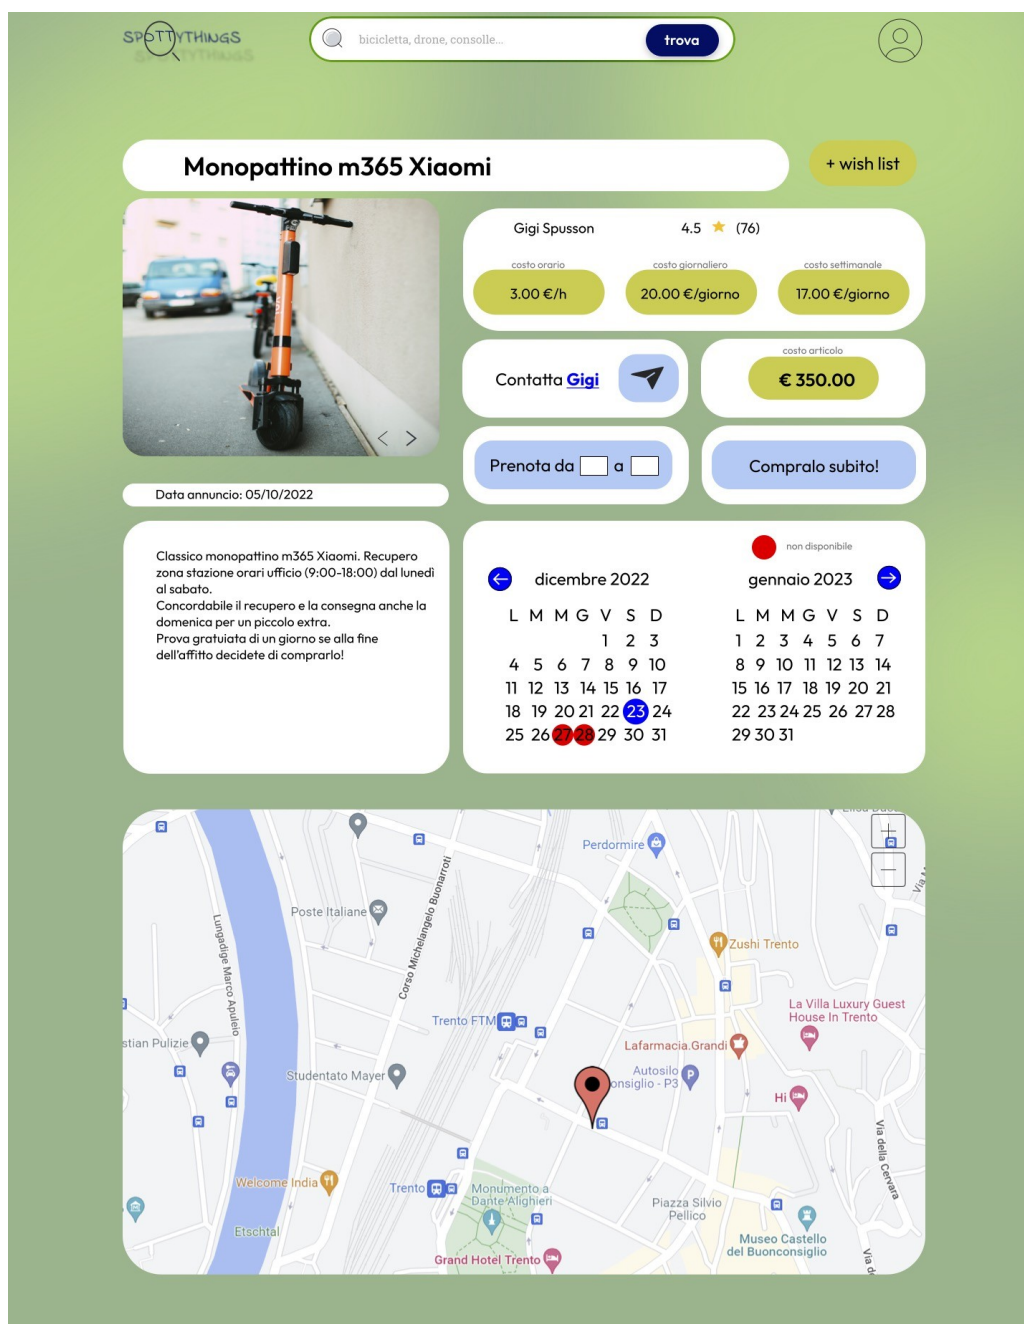 SPOTTYTHINGS
SPOTTYTHINGS
bicicletta, drone, consolle...
trova
Monopattino m365 Xiaomi
+ wish list
Gigi Spusson
4.5 (76)
costo orario
costo giornaliero
costo settimanale
3.00 €/h
20.00 €/giorno
17.00 €/giorno
Contatta Gigi
costo articolo
€ 350.00
Prenota da a
Compralo subito!
Data annuncio: 05/10/2022
Classico monopattino m365 Xiaomi. Recupero
zona stazione orari ufficio (9:00-18:00) dal lunedì
al sabato.
Concordabile il recupero e la consegna anche la
domenica per un piccolo extra.
Prova gratuita di un giorno se alla fine
dell'affitto decidete di comprarlo!
non disponibile
dicembre 2022
L M M G V S D
1 2 3
4 5 6 7 8 9 10
11 12 13 14 15 16 17
18 19 20 21 22 23 24
25 26 27 28 29 30 31
gennaio 2023
L M M G V S D
1 2 3 4 5 6 7
8 9 10 11 12 13 14
15 16 17 18 19 20 21
22 23 24 25 26 27 28
29 30 31
Perdormire
Poste Italiane
Lungadige Marco Apuleio
Corso Michelangelo Buonarroti
Zushi Trento
La Villa Luxury Guest
House In Trento
Trento FTM
stian Pulizie
Lafarmacia.Grandi
Autosilo
onsiglio - P3
P
Studentato Mayer
Hi
Via della Cervara
Welcome India
Trento
Monumento a
Dante Alighieri
Piazza Silvio
Pellico
Etschtal
Museo Castello
del Buonconsiglio
Grand Hotel Trento